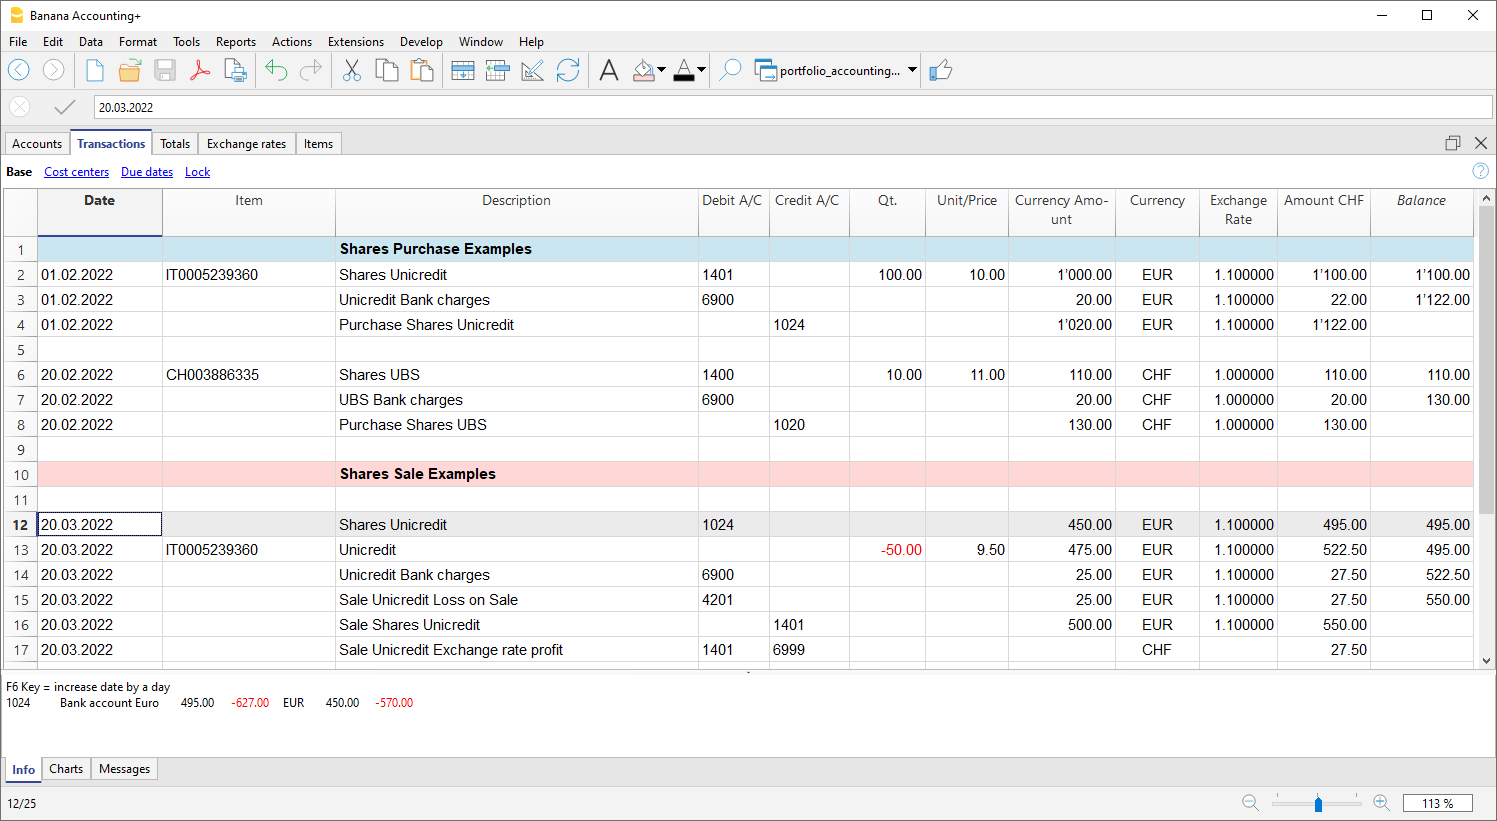 Banana Accounting+
File Edit Data Format Tools Reports Actions Extensions Develop Window Help
portfolio_accounting...
20.03.2022
Accounts Transactions Totals Exchange rates Items
Base Cost centers Due dates Lock
Date Item Description Debit A/C Credit A/C Qt. Unit/Price Currency Amo- Currency Exchange Amount CHF Balance
unt Rate
1 Shares Purchase Examples
2 01.02.2022 IT0005239360 Shares Unicredit 1401 100.00 10.00 1'000.00 EUR 1.100000 1'100.00 1'100.00
3 01.02.2022 Unicredit Bank charges 6900 20.00 EUR 1.100000 22.00 1'122.00
4 01.02.2022 Purchase Shares Unicredit 1024 1'020.00 EUR 1.100000 1'122.00
5
6 20.02.2022 CH003886335 Shares UBS 1400 10.00 11.00 110.00 CHF 1.000000 110.00 110.00
7 20.02.2022 UBS Bank charges 6900 20.00 CHF 1.000000 20.00 130.00
8 20.02.2022 Purchase Shares UBS 1020 130.00 CHF 1.000000 130.00
9
10 Shares Sale Examples
11
12 20.03.2022 Shares Unicredit 1024 450.00 EUR 1.100000 495.00 495.00
13 20.03.2022 IT0005239360 Unicredit -50.00 9.50 475.00 EUR 1.100000 522.50 495.00
14 20.03.2022 Unicredit Bank charges 6900 25.00 EUR 1.100000 27.50 522.50
15 20.03.2022 Sale Unicredit Loss on Sale 4201 25.00 EUR 1.100000 27.50 550.00
16 20.03.2022 Sale Shares Unicredit 1401 500.00 EUR 1.100000 550.00
17 20.03.2022 Sale Unicredit Exchange rate profit 1401 6999 CHF 27.50
F6 Key = increase date by a day
1024 Bank account Euro 495.00 -627.00 EUR 450.00 -570.00
Info Charts Messages
12/25 113 %